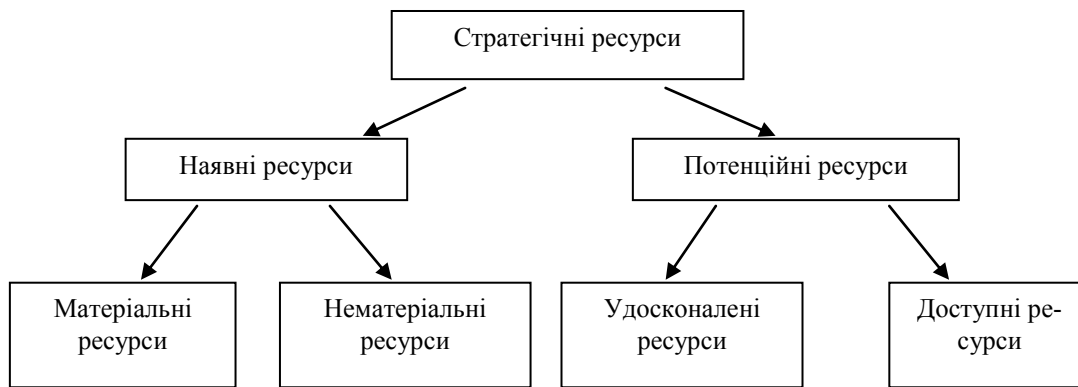 Стратегічні ресурси
Наявні ресурси
Потенційні ресурси
Матеріальні
ресурси
Нематеріальні
ресурси
Удосконалені
ресурси
Доступні ре-
сурси